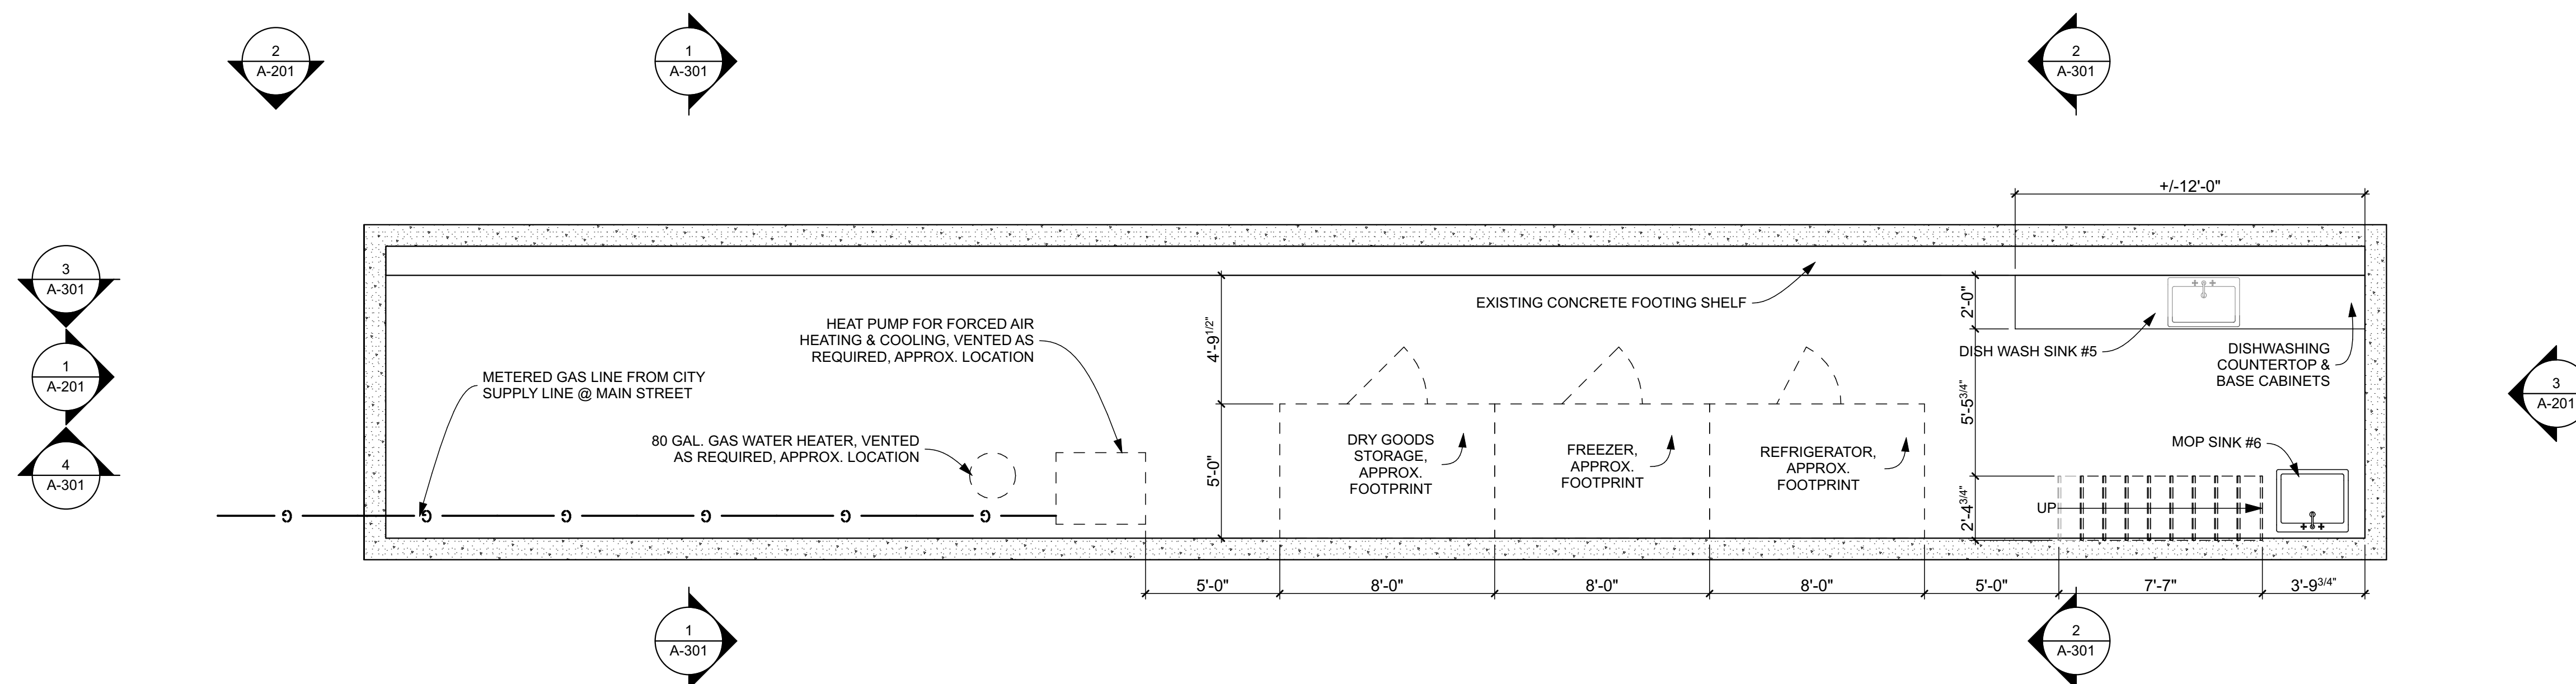 2
A-201
1
A-301
2
A-301
+/-12'-0"
3
A-301
1
A-201
4
A-301
3
A-201
EXISTING CONCRETE FOOTING SHELF
HEAT PUMP FOR FORCED AIR
HEATING & COOLING, VENTED AS
REQUIRED, APPROX. LOCATION
4'-9 1/2"
2'-0"
DISH WASH SINK #5
DISHWASHING
COUNTERTOP &
BASE CABINETS
METERED GAS LINE FROM CITY
SUPPLY LINE @ MAIN STREET
5'-5 3/4"
80 GAL. GAS WATER HEATER, VENTED
AS REQUIRED, APPROX. LOCATION
5'-0"
DRY GOODS
STORAGE,
APPROX.
FOOTPRINT
FREEZER,
APPROX.
FOOTPRINT
REFRIGERATOR,
APPROX.
FOOTPRINT
MOP SINK #6
2'-4 3/4"
UP
G G G G G G
5'-0"
8'-0"
8'-0"
8'-0"
5'-0"
7'-7"
3'-9 3/4"
1
A-301
2
A-301